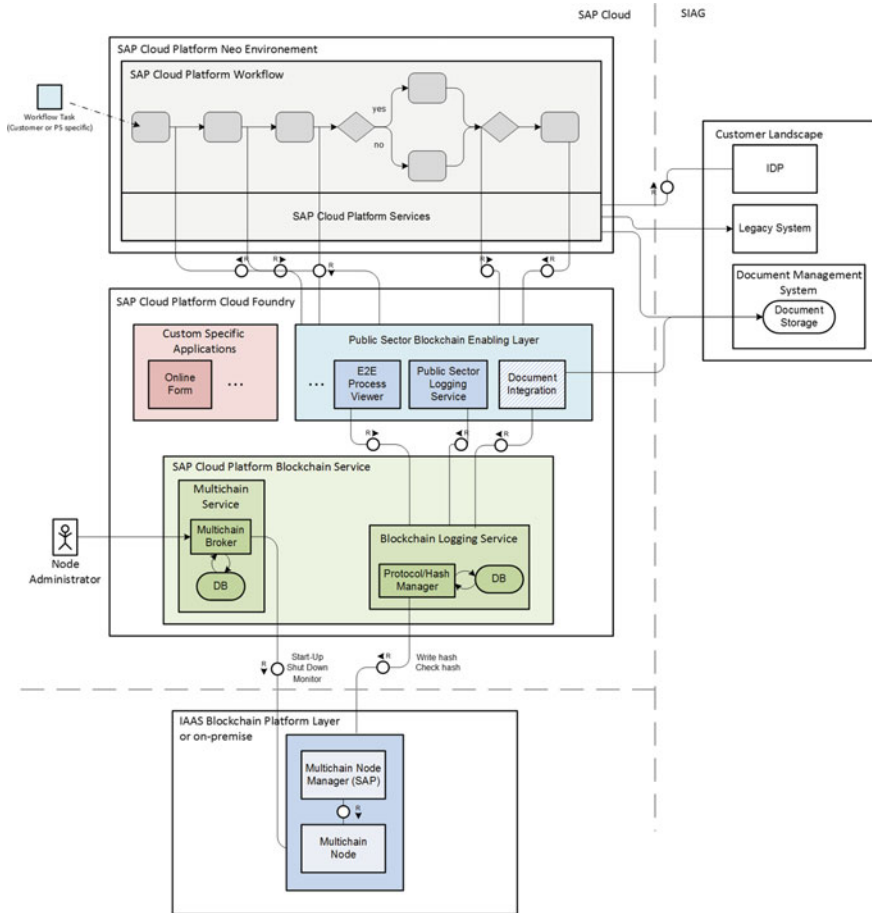 SAP Cloud
SIAG
SAP Cloud Platform Neo Environement
SAP Cloud Platform Workflow
Workflow Task
(Customer or PS specific)
yes
no
SAP Cloud Platform Services
R
Customer Landscape
IDP
Legacy System
Document Management
System
Document
Storage
R
R
R
R
R
SAP Cloud Platform Cloud Foundry
Custom Specific
Applications
Online
Form
...
Public Sector Blockchain Enabling Layer
...
E2E
Process
Viewer
Public Sector
Logging
Service
Document
Integration
R
R
R
SAP Cloud Platform Blockchain Service
Multichain
Service
Multichain
Broker
DB
Node
Administrator
Blockchain Logging Service
Protocol/Hash
Manager
DB
R
Start-Up
Shut Down
Monitor
R
Write hash
Check hash
IAAS Blockchain Platform Layer
or on-premise
Multichain Node
Manager (SAP)
R
Multichain
Node